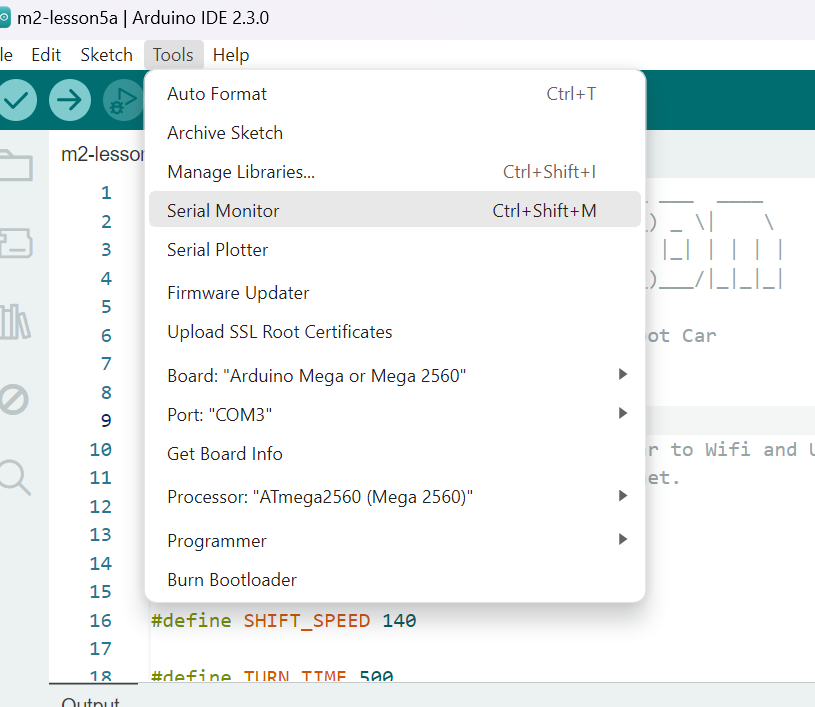 m2-lesson5a | Arduino IDE 2.3.0
le Edit Sketch Tools Help
Auto Format Ctrl+T
Archive Sketch
m2-lesson
Manage Libraries... Ctrl+Shift+I
1
Serial Monitor Ctrl+Shift+M
2
Serial Plotter
3
4
Firmware Updater
5
Upload SSL Root Certificates
6 ot Car
7
Board: "Arduino Mega or Mega 2560"
8
Port: "COM3"
9
10 r to Wifi and U
Get Board Info
11 et.
Processor: "ATmega2560 (Mega 2560)"
12
13
Programmer
14
Burn Bootloader
15
16 #define SHIFT_SPEED 140
17
18 #define TURN_TIME 500
Output